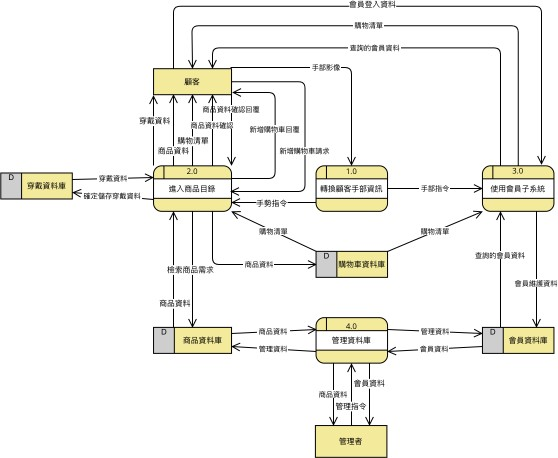 會員登入資料
購物清單
查詢的會員資料
手部影像
顧客
商品資料確認回覆
穿戴資料
商品資料確認
新增購物車回覆
購物清單
商品資料
新增購物車請求
2.0
1.0
3.0
D
穿戴資料庫
穿戴資料
進入商品目錄
轉換顧客手部資訊
手部指令
使用會員子系統
確定儲存穿戴資料
手勢指令
購物清單
購物清單
D
購物車資料庫
商品資料
檢索商品需求
查詢的會員資料
會員維護資料
商品資料
D
商品資料庫
商品資料
4.0
管理資料庫
管理資料
D
會員資料庫
管理資料
會員資料
會員資料
商品資料
管理指令
管理者